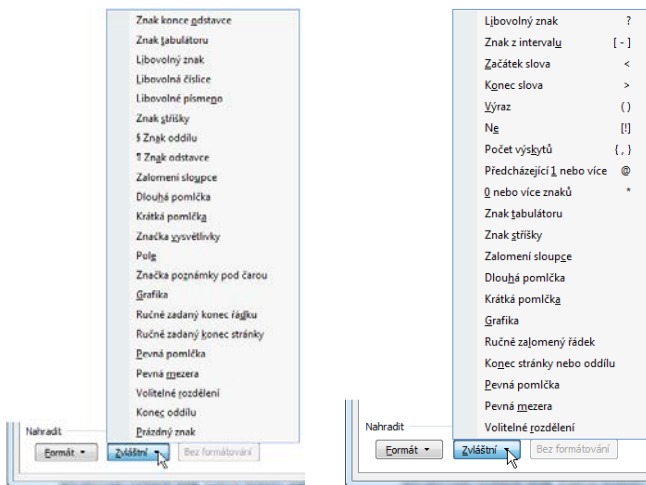 Znak konce odstavce
Znak tabulátoru
Libovolný znak
Libovolná číslice
Libovolné písmeno
Znak stříšky
§ Znak oddílu
¶ Znak odstavce
Zalomení sloupce
Dlouhá pomlčka
Krátká pomlčka
Značka vysvětlivky
Pole
Značka poznámky pod čarou
Grafika
Ručně zadaný konec řádku
Ručně zadaný konec stránky
Pevná pomlčka
Pevná mezera
Volitelné rozdělení
Konec oddílu
Prázdný znak
Nahradit
Formát
Zvláštní
Bez formátování
Libovolný znak ?
Znak z intervalu [ - ]
Začátek slova <
Konec slova >
Výraz ( )
Ne [!]
Počet výskytů { , }
Předcházející 1 nebo více @
0 nebo více znaků *
Znak tabulátoru
Znak stříšky
Zalomení sloupce
Dlouhá pomlčka
Krátká pomlčka
Grafika
Ručně zalomený řádek
Konec stránky nebo oddílu
Pevná pomlčka
Pevná mezera
Volitelné rozdělení
Nahradit
Formát
Zvláštní
Bez formátování